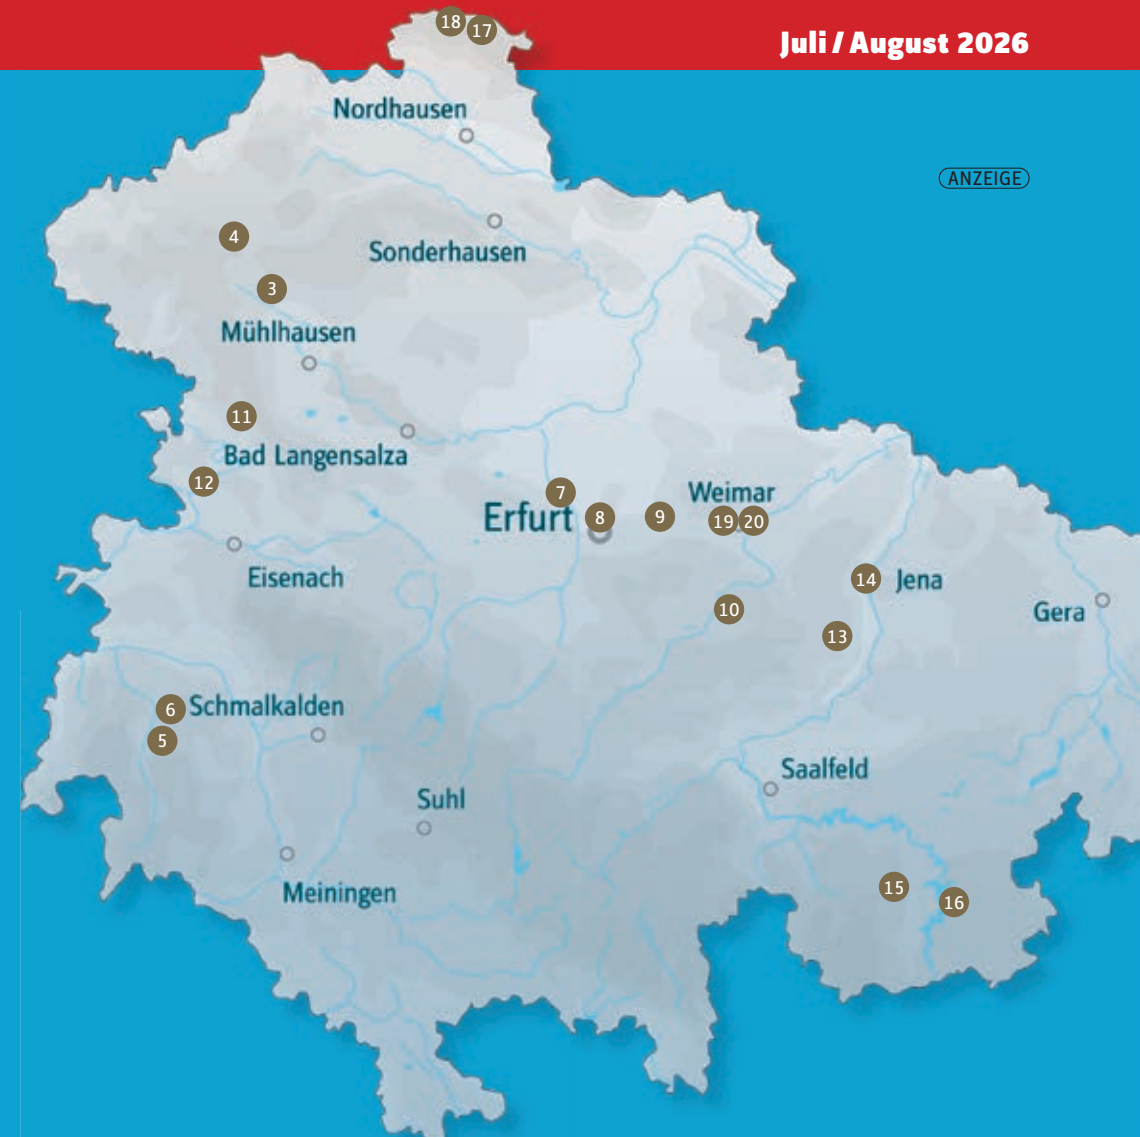 18 17
Juli / August 2026
Nordhausen
ANZEIGE
4
Sonderhausen
3
Mühlhausen
11
Bad Langensalza
12
7
Weimar
Erfurt
8
9
19 20
Eisenach
14
Jena
10
Gera
13
6
Schmalkalden
5
Saalfeld
Suhl
15
Meiningen
16